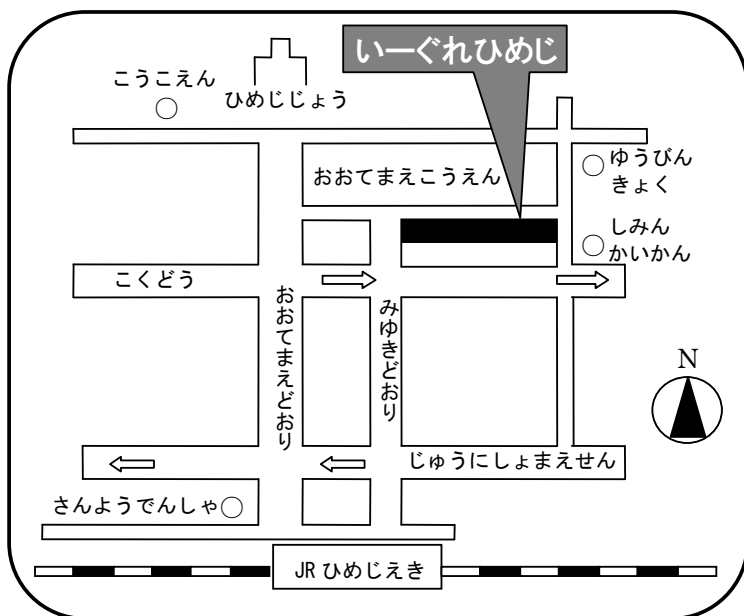 いーぐれひめじ
こうこえん
ひめじじょう
おおてまえこうえん
ゆうびん
きょく
しみん
かいかん
こくどう
おおてまえどおり
みゆきどおり
N
じゅうにしょまえせん
さんようでんしゃ
JRひめじえき